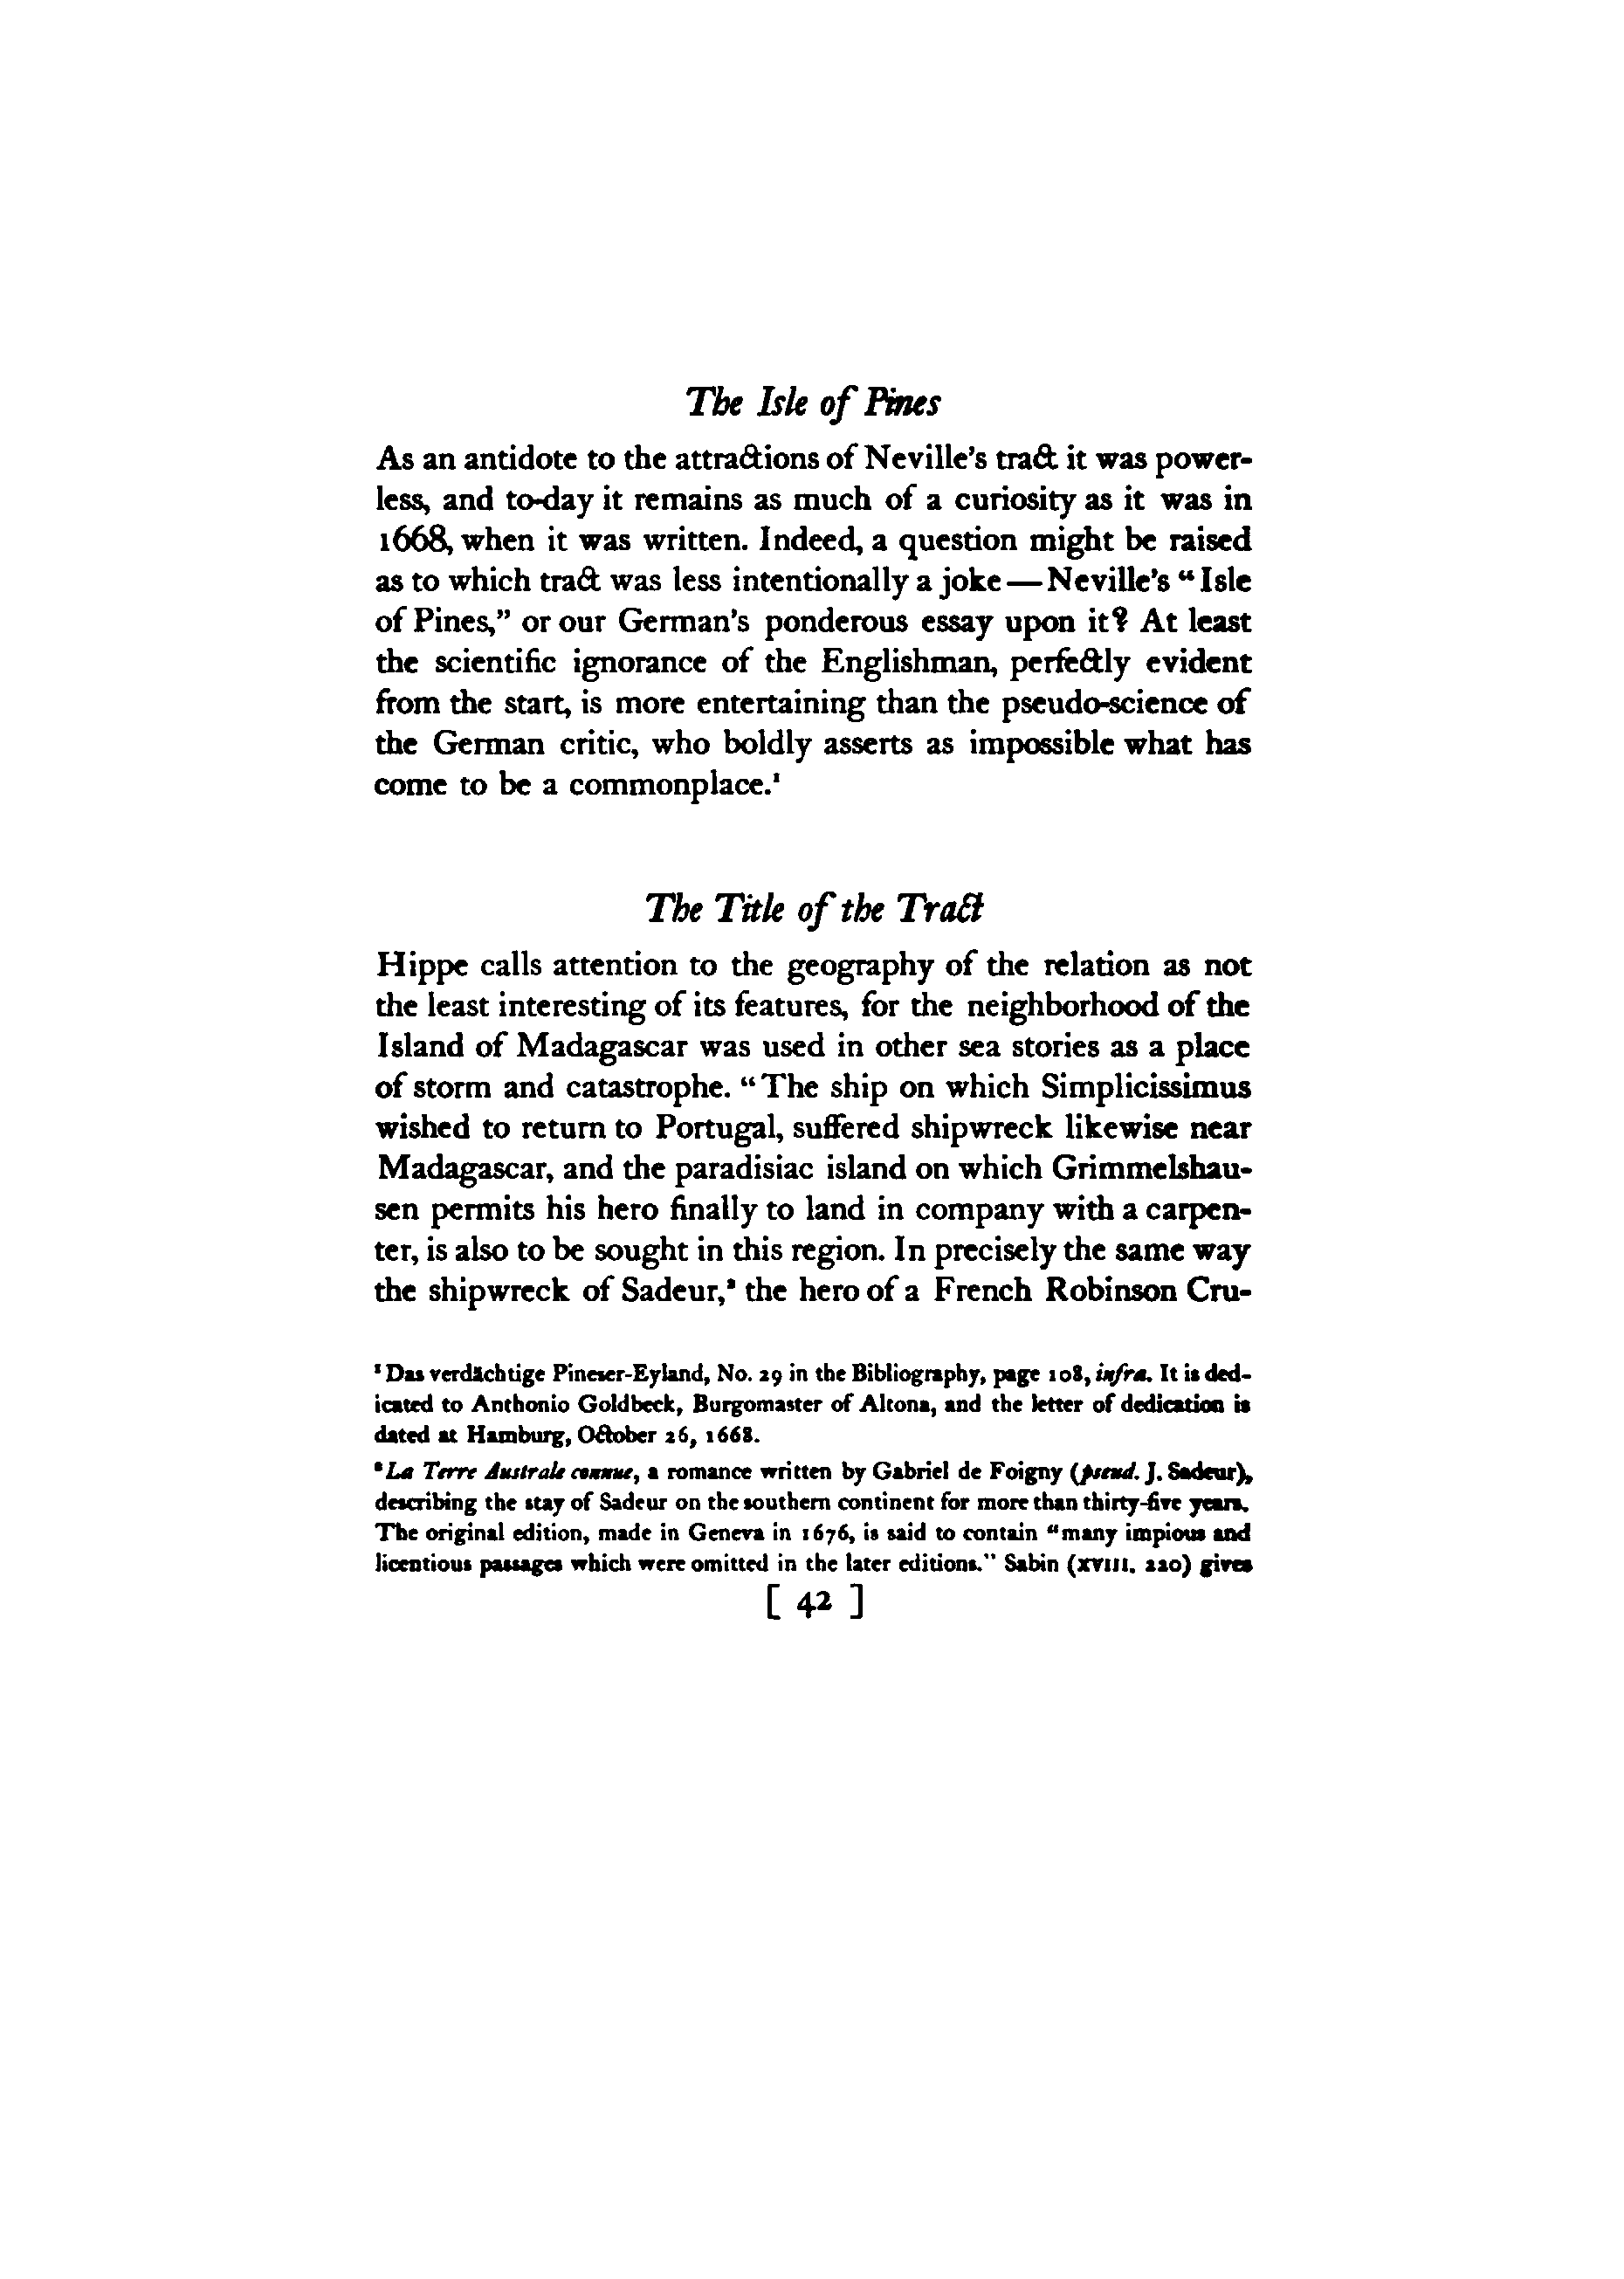 The Isle of Pines
As an antidote to the attractions of Neville's tract it was power-
less, and to-day it remains as much of a curiosity as it was in
1668, when it was written. Indeed, a question might be raised
as to which tract was less intentionally a joke—Neville's "Isle
of Pines," or our German's ponderous essay upon it? At least
the scientific ignorance of the Englishman, perfectly evident
from the start, is more entertaining than the pseudo-science of
the German critic, who boldly asserts as impossible what has
come to be a commonplace.¹
The Title of the Tract
Hippe calls attention to the geography of the relation as not
the least interesting of its features, for the neighborhood of the
Island of Madagascar was used in other sea stories as a place
of storm and catastrophe. "The ship on which Simplicissimus
wished to return to Portugal, suffered shipwreck likewise near
Madagascar, and the paradisiac island on which Grimmelshau-
sen permits his hero finally to land in company with a carpen-
ter, is also to be sought in this region. In precisely the same way
the shipwreck of Sadeur,² the hero of a French Robinson Cru-
¹ Das verdächtige Pineser-Eyland, No. 29 in the Bibliography, page 108, infra. It is ded-
icated to Anthonio Goldbeck, Burgomaster of Altona, and the letter of dedication is
dated at Hamburg, October 26, 1668.
² La Terre Australe connue, a romance written by Gabriel de Foigny (pseud. J. Sadeur),
describing the stay of Sadeur on the southern continent for more than thirty-five years.
The original edition, made in Geneva in 1676, is said to contain "many impious and
licentious passages which were omitted in the later editions." Sabin (XVIII. 220) gives
[ 42 ]